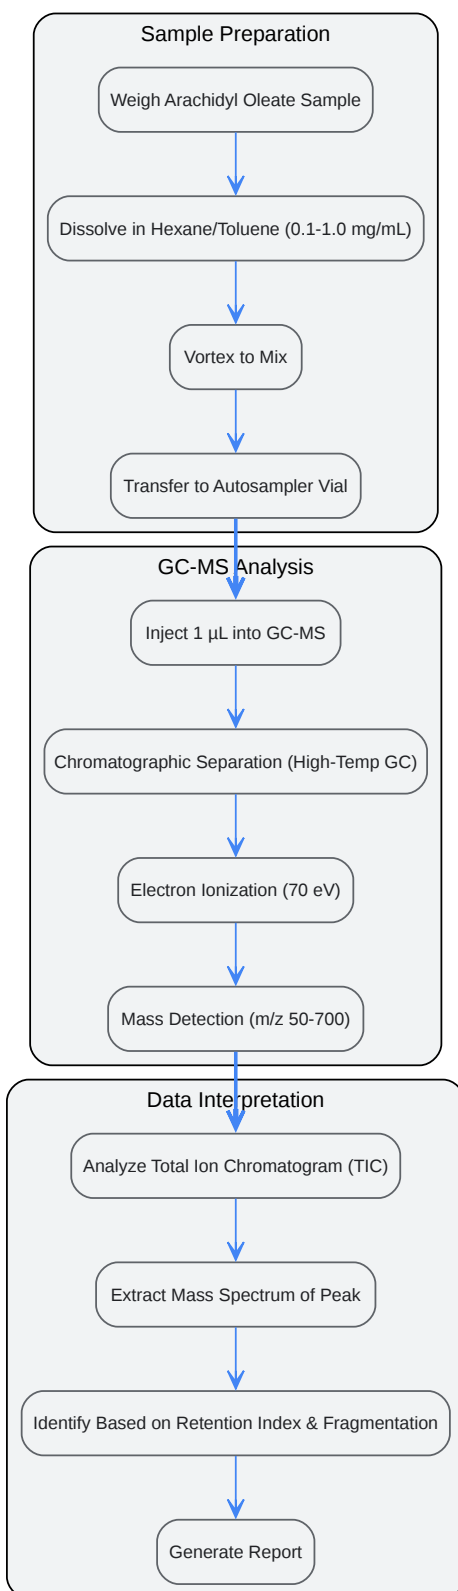 Sample Preparation
Weigh Arachidyl Oleate Sample
Dissolve in Hexane/Toluene (0.1-1.0 mg/mL)
Vortex to Mix
Transfer to Autosampler Vial
GC-MS Analysis
Inject 1 µL into GC-MS
Chromatographic Separation (High-Temp GC)
Electron Ionization (70 eV)
Mass Detection (m/z 50-700)
Data Interpretation
Analyze Total Ion Chromatogram (TIC)
Extract Mass Spectrum of Peak
Identify Based on Retention Index & Fragmentation
Generate Report